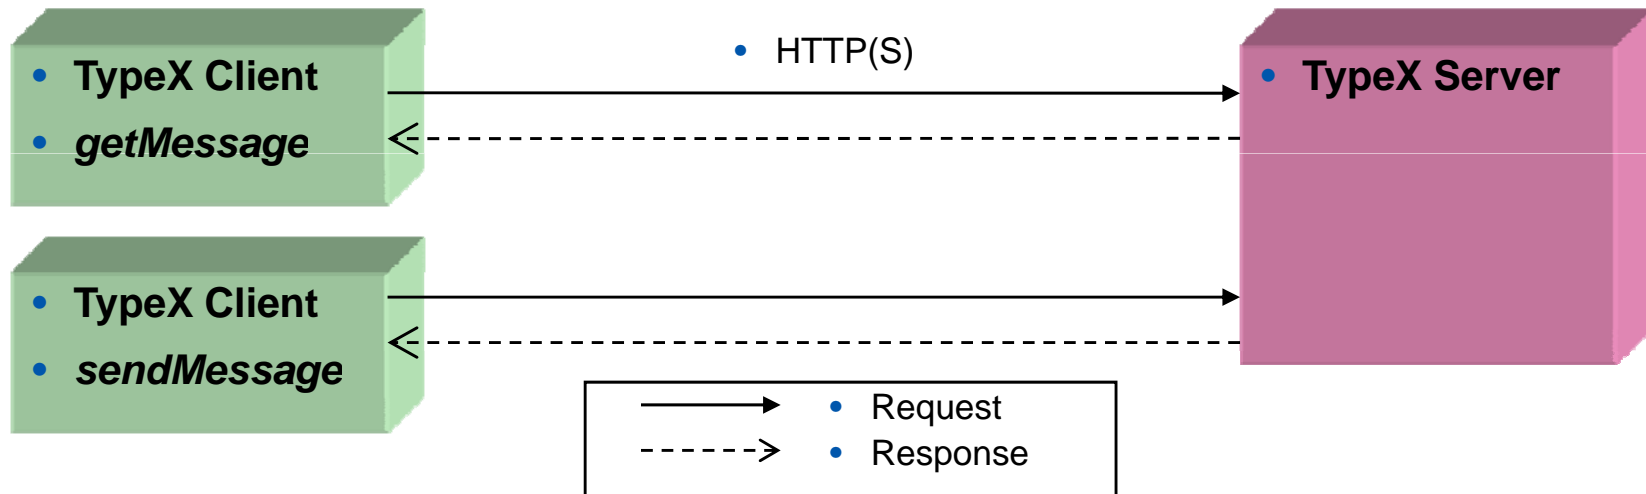 • TypeX Client
• getMessage
• HTTP(S)
• TypeX Server
• TypeX Client
• sendMessage
• Request
• Response